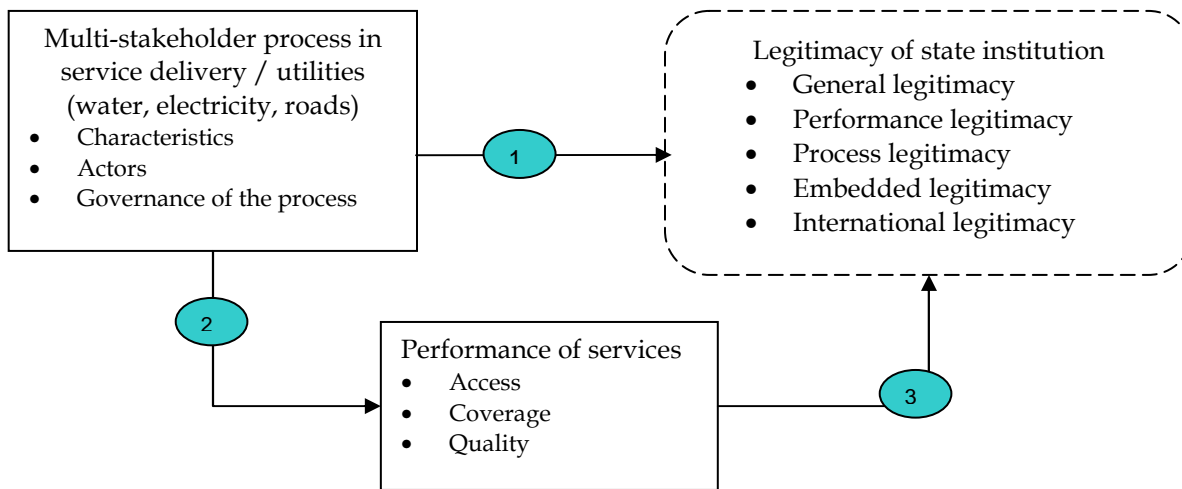 Multi-stakeholder process in
service delivery / utilities
(water, electricity, roads)
• Characteristics
• Actors
• Governance of the process
1
Legitimacy of state institution
• General legitimacy
• Performance legitimacy
• Process legitimacy
• Embedded legitimacy
• International legitimacy
2
Performance of services
• Access
• Coverage
• Quality
3